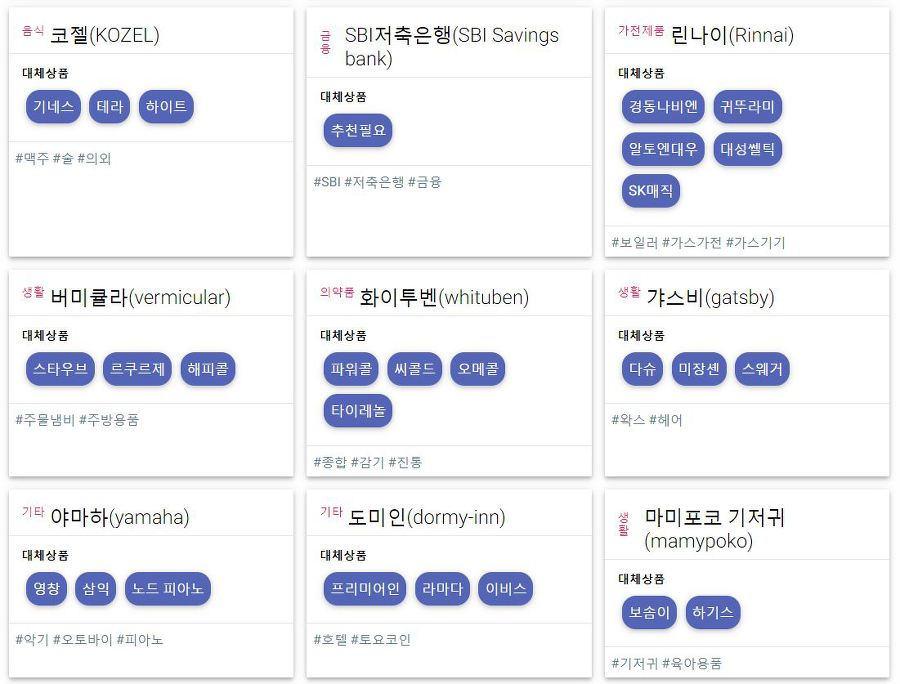 음식 코젤(KOZEL)
대체상품
기네스 테라 하이트
#맥주 #술 #의외
금융 SBI저축은행(SBI Savings
bank)
대체상품
추천필요
#SBI #저축은행 #금융
가전제품 린나이(Rinnai)
대체상품
경동나비엔 귀뚜라미
알토엔대우 대성쎌틱
SK매직
#보일러 #가스가전 #가스기기
생활 버미큘라(vermicular)
대체상품
스타우브 르쿠르제 해피콜
#주물냄비 #주방용품
의약품 화이투벤(whituben)
대체상품
파워콜 씨콜드 오메콜
타이레놀
#종합 #감기 #진통
생활 갸스비(gatsby)
대체상품
다슈 미장센 스웨거
#왁스 #헤어
기타 야마하(yamaha)
대체상품
영창 삼익 노드 피아노
#악기 #오토바이 #피아노
기타 도미인(dormy-inn)
대체상품
프리미어인 라마다 이비스
#호텔 #토요코인
생활 마미포코 기저귀
(mamypoko)
대체상품
보솜이 하기스
#기저귀 #육아용품